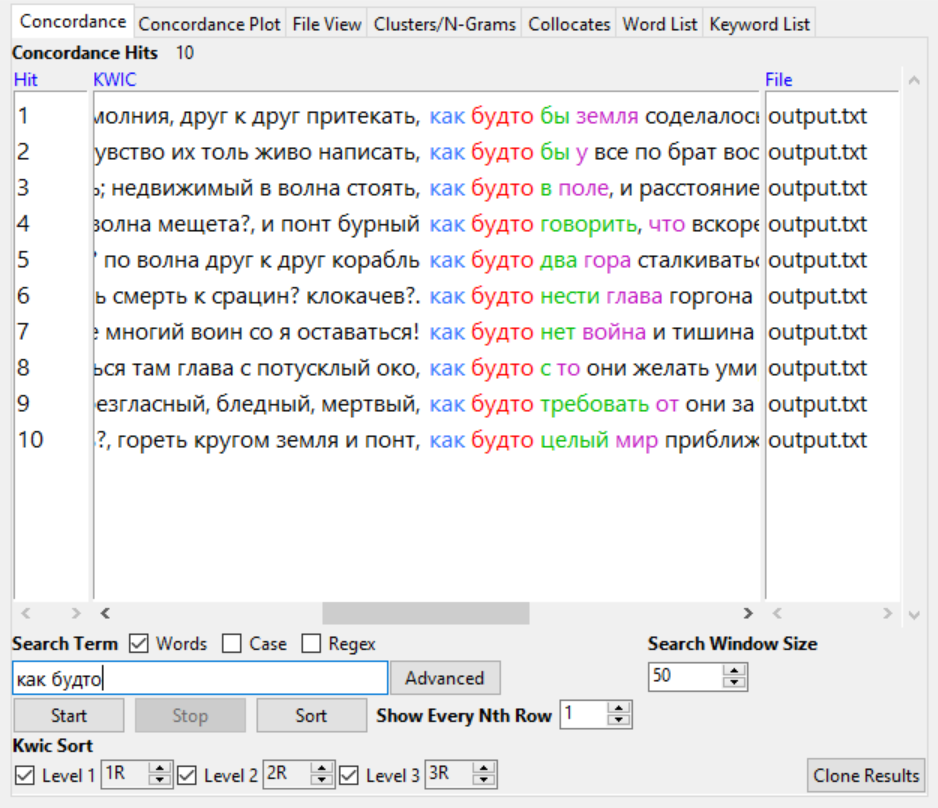 Concordance Concordance Plot File View Clusters/N-Grams Collocates Word List Keyword List
Concordance Hits 10
Hit KWIC File
1 молния, друг к друг притекать, как будто бы земля соделалось output.txt
2 увство их толь живо написать, как будто бы у все по брат вос output.txt
3 ь; недвижимый в волна стоять, как будто в поле, и расстояние output.txt
4 волна мещета?, и понт бурный как будто говорить, что вскоре output.txt
5 ? по волна друг к друг корабль как будто два гора сталкиватьс output.txt
6 ь смерть к срацин? клокачев?. как будто нести глава горгона output.txt
7 е многий воин со я оставаться! как будто нет война и тишина output.txt
8 ься там глава с потусклый око, как будто с то они желать уми output.txt
9 езгласный, бледный, мертвый, как будто требовать от они за output.txt
10 ?, гореть кругом земля и понт, как будто целый мир приближ output.txt
Search Term Words Case Regex Search Window Size
как будто Advanced 50
Start Stop Sort Show Every Nth Row 1
Kwic Sort
Level 1 1R Level 2 2R Level 3 3R Clone Results